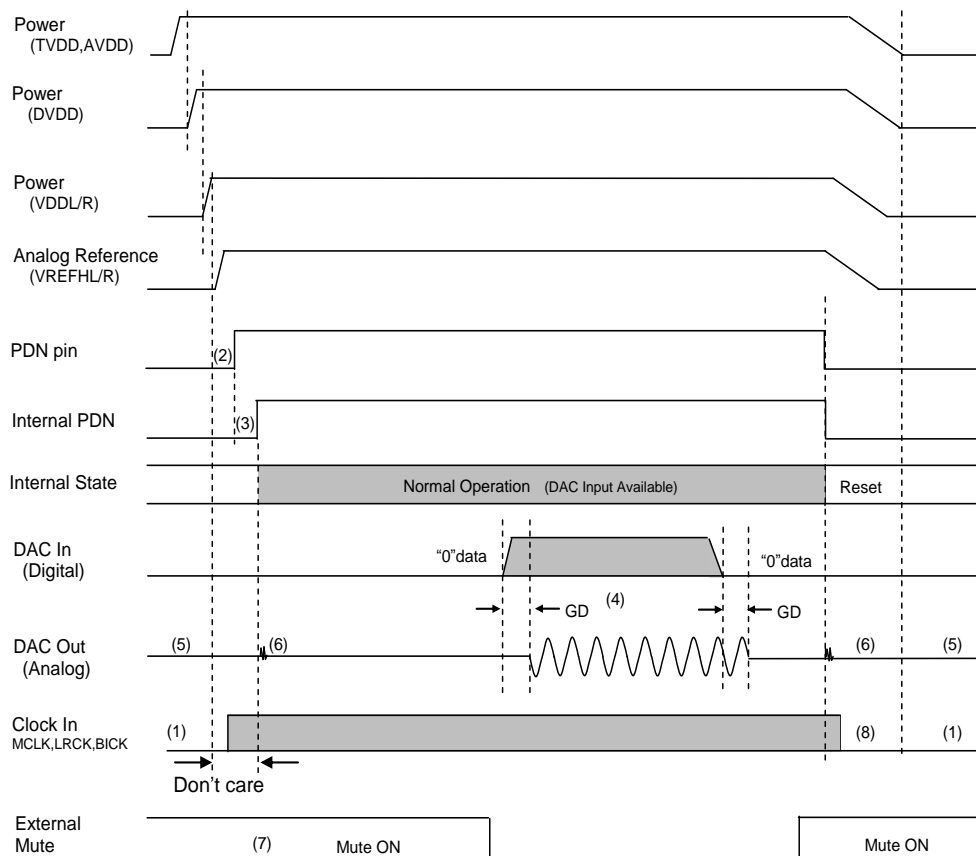 Power
(TVDD,AVDD)
Power
(DVDD)
Power
(VDDL/R)
Analog Reference
(VREFHL/R)
PDN pin
(2)
Internal PDN
(3)
Internal State
Normal Operation (DAC Input Available)
Reset
DAC In
(Digital)
“0”data
“0”data
GD
(4)
GD
DAC Out
(Analog)
(5)
(6)
(6)
(5)
Clock In
MCLK,LRCK,BICK
(1)
(8)
(1)
Don’t care
External
Mute
(7)
Mute ON
Mute ON